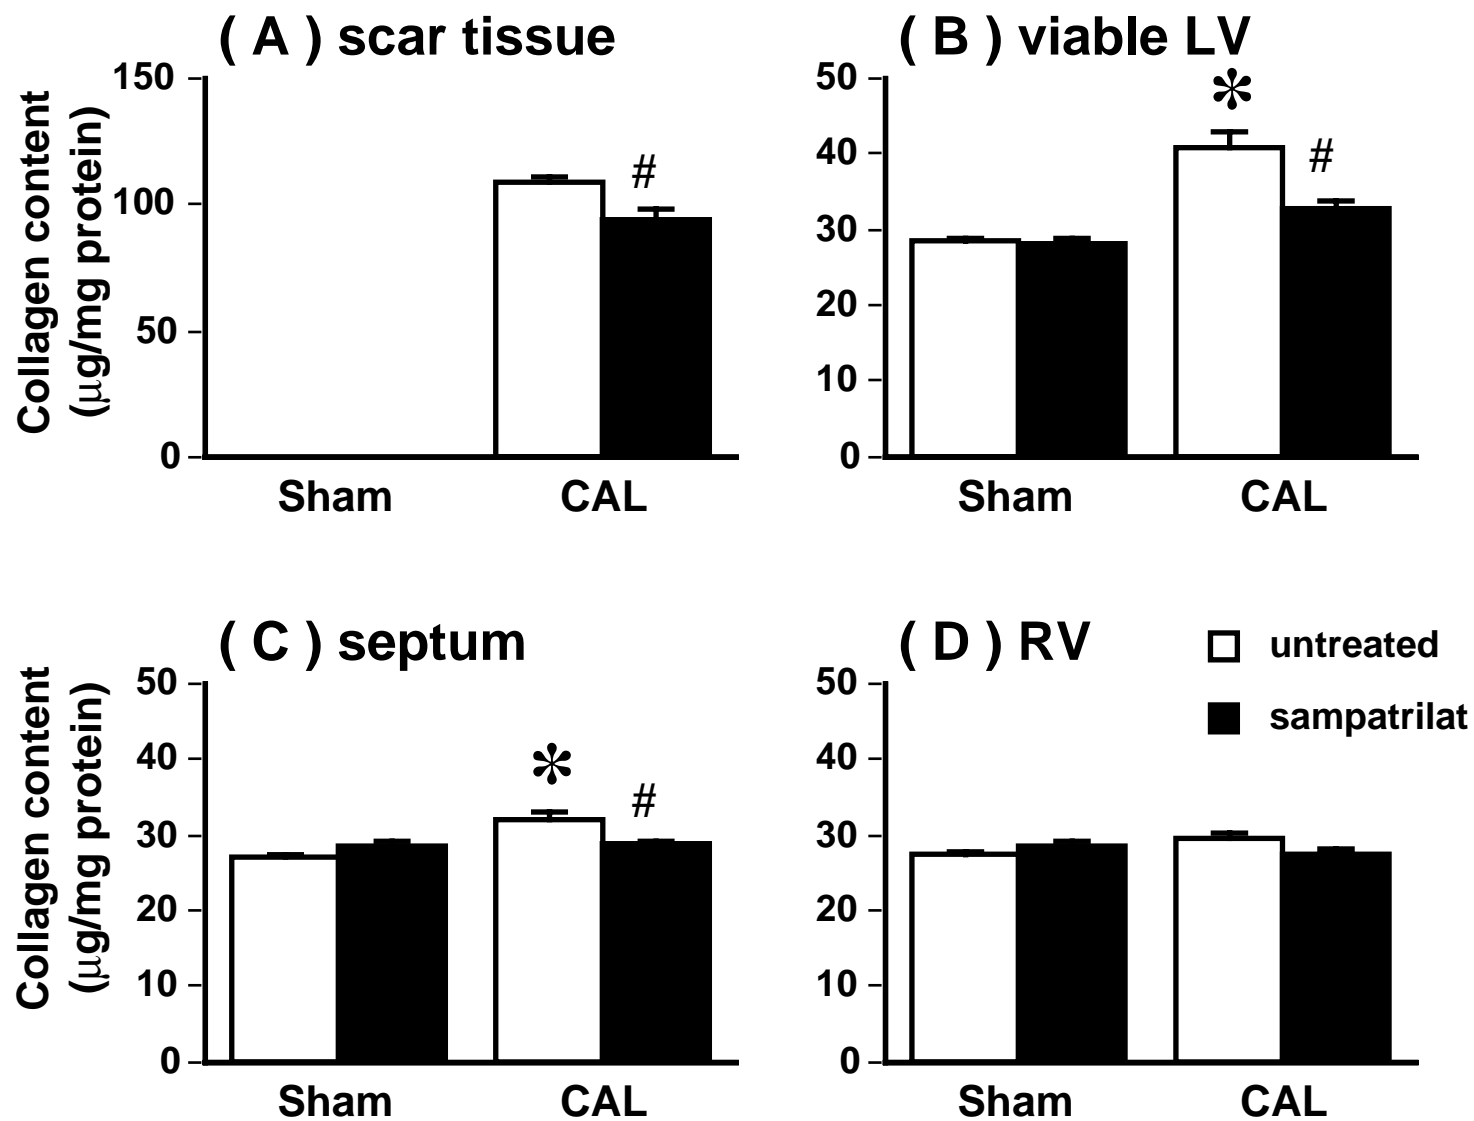 ( A ) scar tissue
Collagen content
(μg/mg protein)
150
100
50
0
#
Sham
CAL
( B ) viable LV
50
40
30
20
10
0
*
#
Sham
CAL
( C ) septum
Collagen content
(μg/mg protein)
50
40
30
20
10
0
*
#
Sham
CAL
( D ) RV
50
40
30
20
10
0
untreated
sampatrilat
Sham
CAL